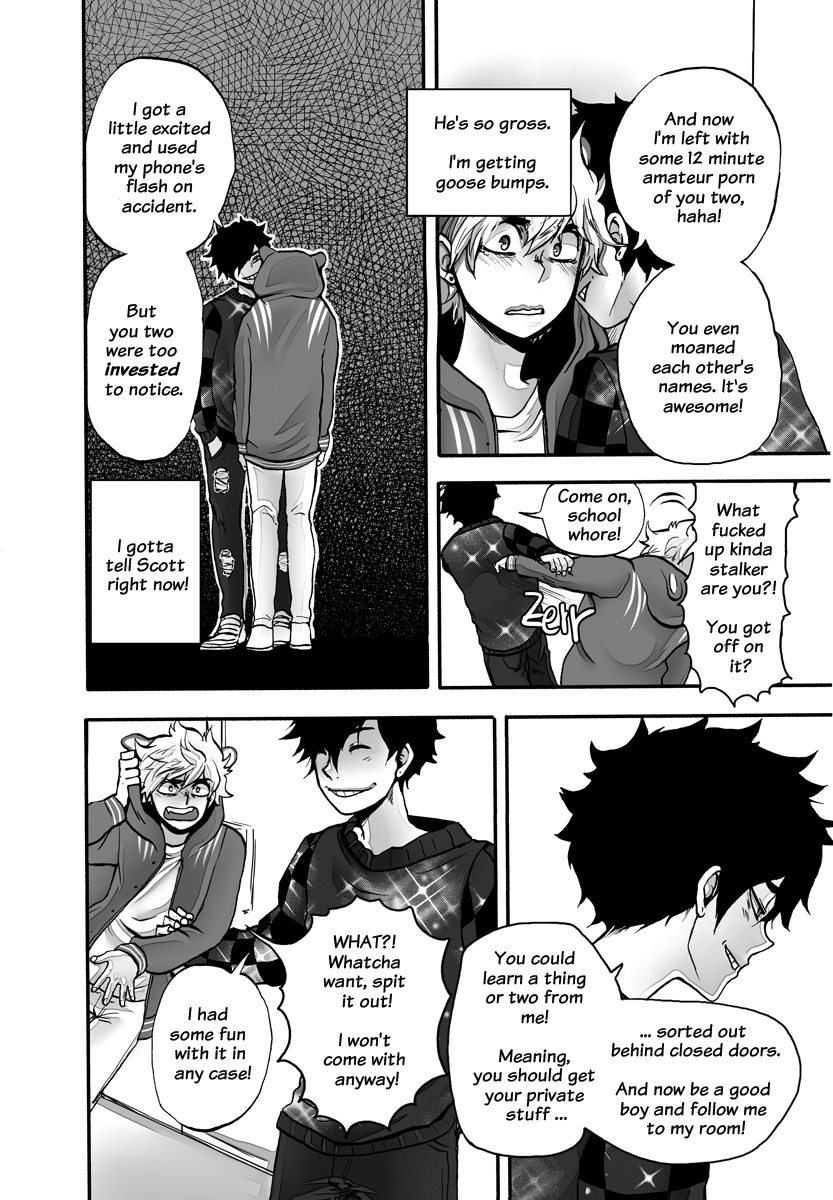 I got a
little excited
and used
my phone's
flash on
accident.
But
you two
were too
invested
to notice.
I gotta
tell Scott
right now!
He's so gross.
I'm getting
goose bumps.
And now
I'm left with
some 12 minute
amateur porn
of you two,
haha!
You even
moaned
each other's
names. It's
awesome!
Come on,
school
whore!
zerr
What
fucked
up kinda
stalker
are you?!
You got
off on
it?
I had
some fun
with it in
any case!
WHAT?!
Whatcha
want, spit
it out!
I won't
come with
anyway!
You could
learn a thing
or two from
me!
Meaning,
you should get
your private
stuff ...
... sorted out
behind closed doors.
And now be a good
boy and follow me
to my room!